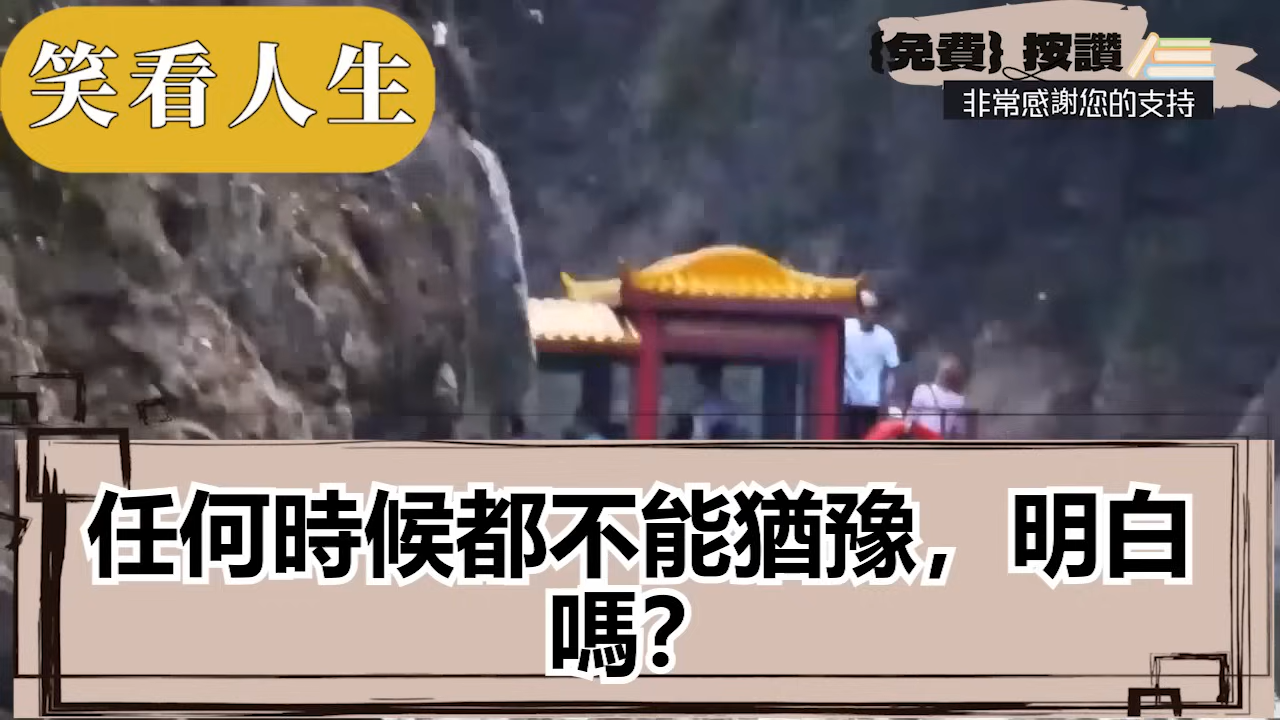 笑看人生
{免費} 按讚
非常感謝您的支持
任何時候都不能猶豫，明白
嗎？